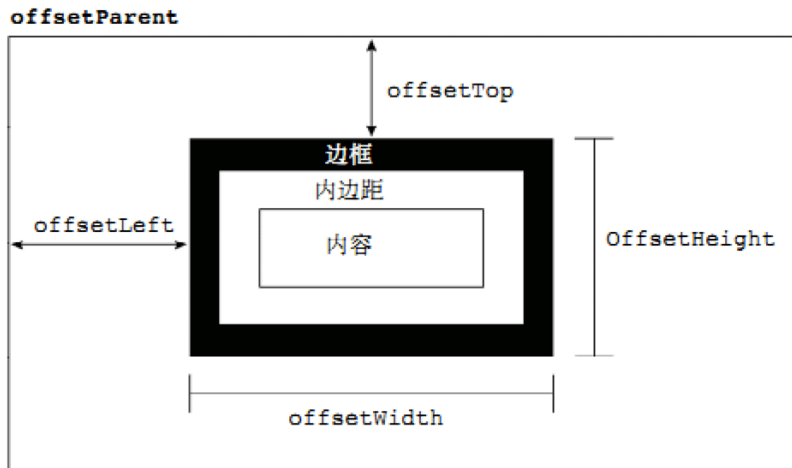 offsetParent
offsetTop
边框
内边距
offsetLeft
内容
OffsetHeight
offsetWidth